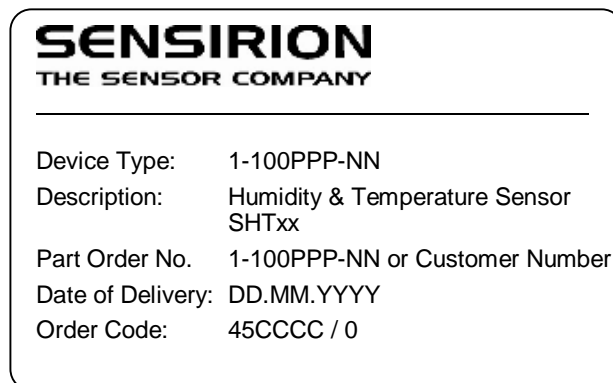 SENSIRION
THE SENSOR COMPANY
Device Type: 1-100PPP-NN
Description: Humidity & Temperature Sensor
SHTxx
Part Order No. 1-100PPP-NN or Customer Number
Date of Delivery: DD.MM.YYYY
Order Code: 45CCCC / 0